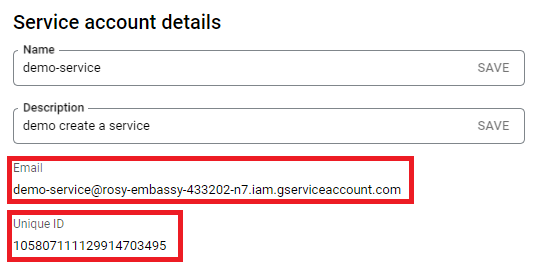 Service account details
Name
demo-service
SAVE
Description
demo create a service
SAVE
Email
demo-service@rosy-embassy-433202-n7.iam.gserviceaccount.com
Unique ID
105807111129914703495